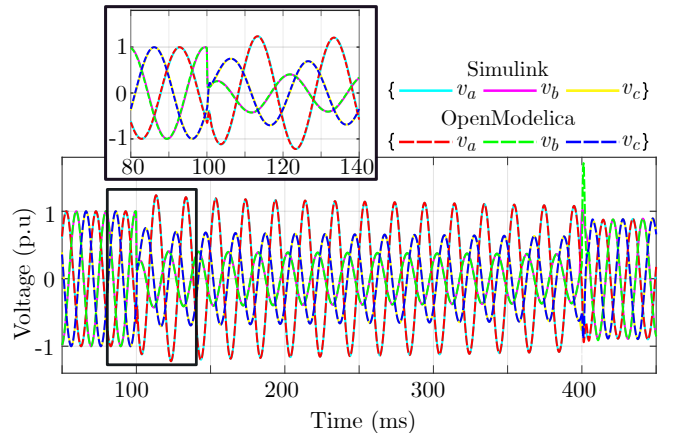 1
0
-1
80
100
120
140
Simulink
{ v_a v_b v_c}
OpenModelica
{ v_a v_b v_c}
Voltage (p.u)
1
0
-1
100
200
300
400
Time (ms)